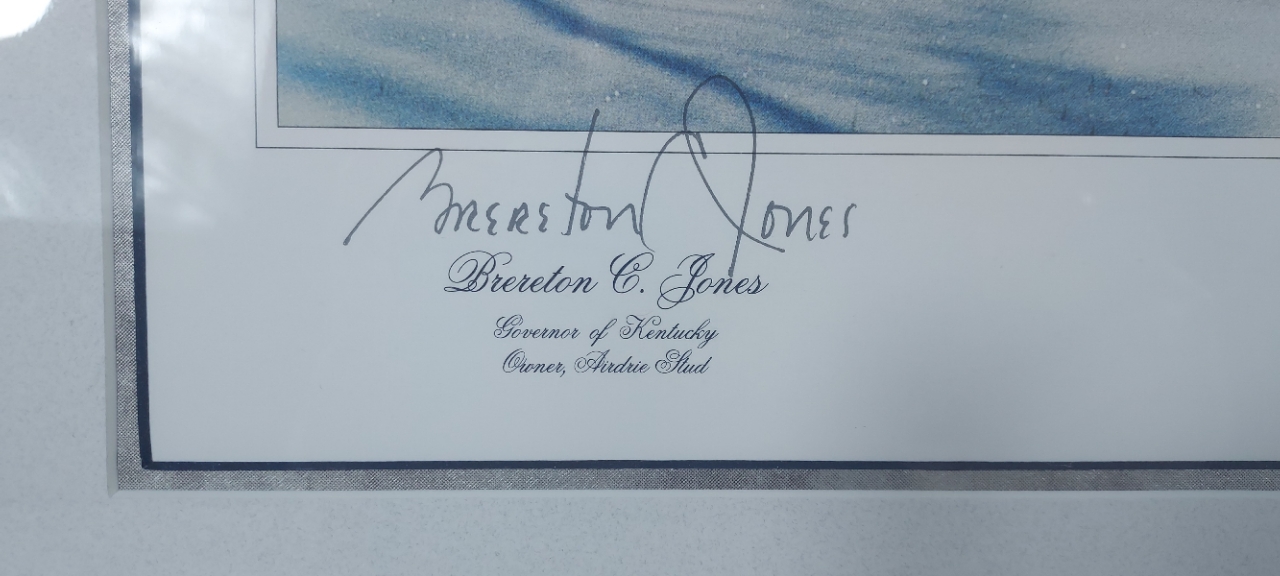 Brereton Jones
Brereton C. Jones
Governor of Kentucky
Owner, Airdrie Stud